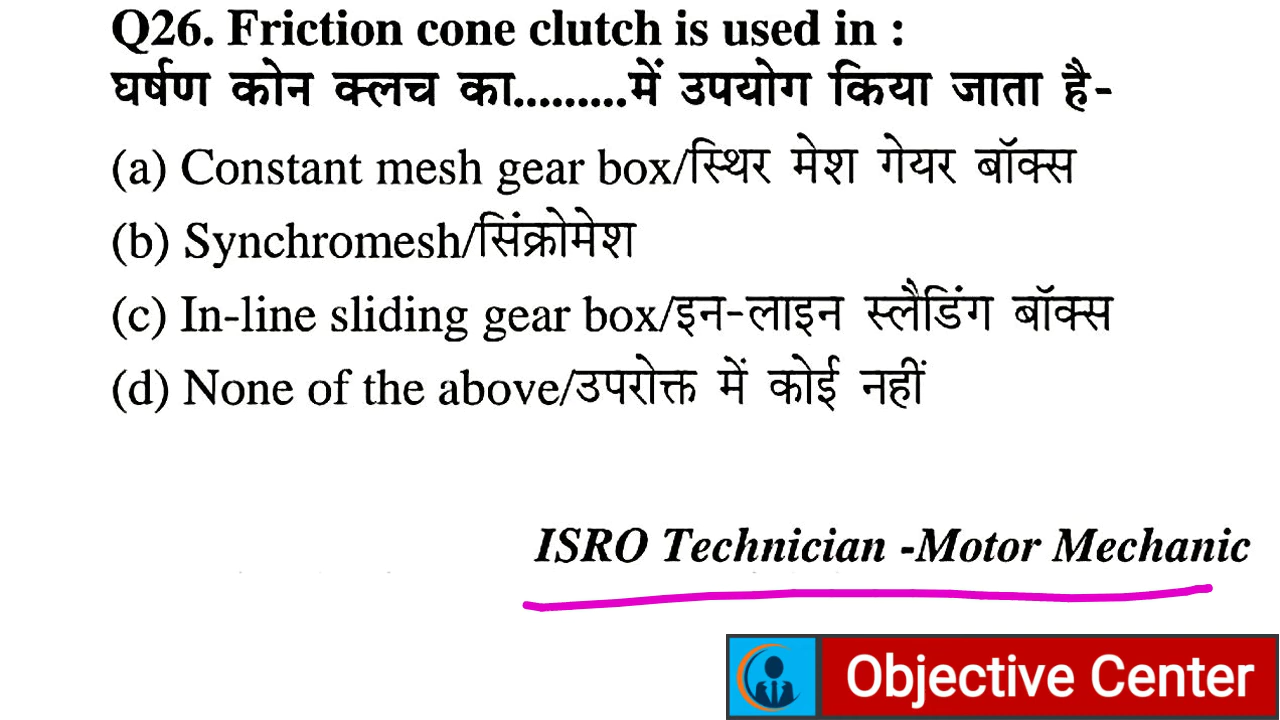 Q26. Friction cone clutch is used in :
घर्षण कोन क्लच का.........में उपयोग किया जाता है-
(a) Constant mesh gear box/स्थिर मेश गेयर बॉक्स
(b) Synchromesh/सिंक्रोमेश
(c) In-line sliding gear box/इन-लाइन स्लैडिंग बॉक्स
(d) None of the above/उपरोक्त में कोई नहीं
ISRO Technician -Motor Mechanic
Objective Center